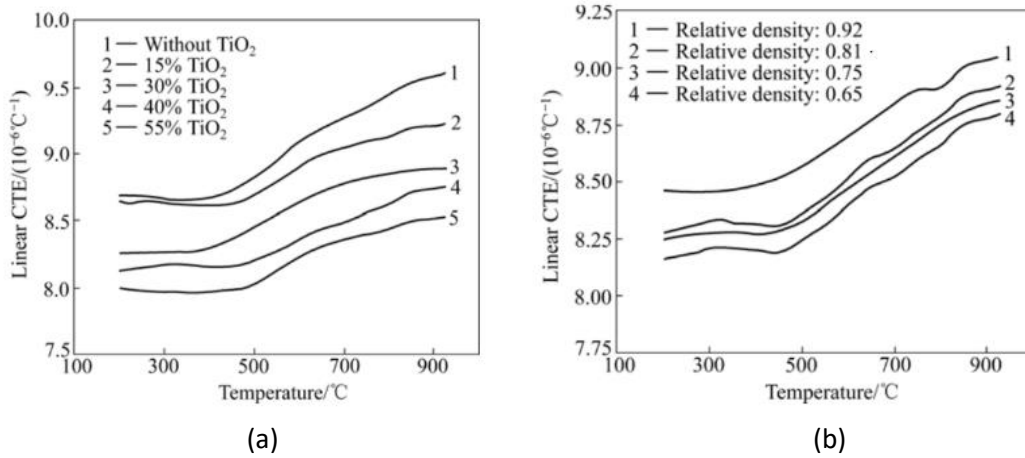 10.0
9.5
9.0
8.5
8.0
7.5
Linear CTE/(10⁻⁶℃⁻¹)
1 — Without TiO₂
2 — 15% TiO₂
3 — 30% TiO₂
4 — 40% TiO₂
5 — 55% TiO₂
1
2
3
4
5
100 300 500 700 900
Temperature/℃
(a)
9.25
9.00
8.75
8.50
8.25
8.00
7.75
Linear CTE/(10⁻⁶℃⁻¹)
1 — Relative density: 0.92
2 — Relative density: 0.81
3 — Relative density: 0.75
4 — Relative density: 0.65
1
2
3
4
100 300 500 700 900
Temperature/℃
(b)